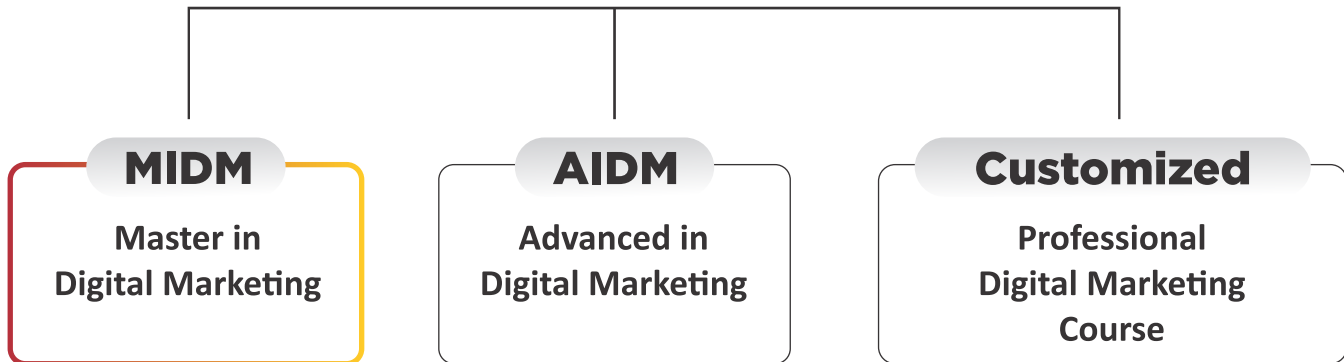 MIDM
Master in
Digital Marketing
AIDM
Advanced in
Digital Marketing
Customized
Professional
Digital Marketing
Course